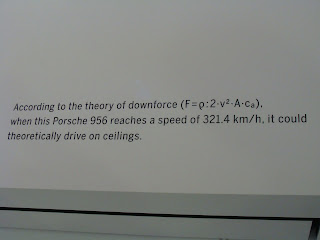 According to the theory of downforce (F=ϱ:2·v²·A·cₐ),
when this Porsche 956 reaches a speed of 321.4 km/h, it could
theoretically drive on ceilings.